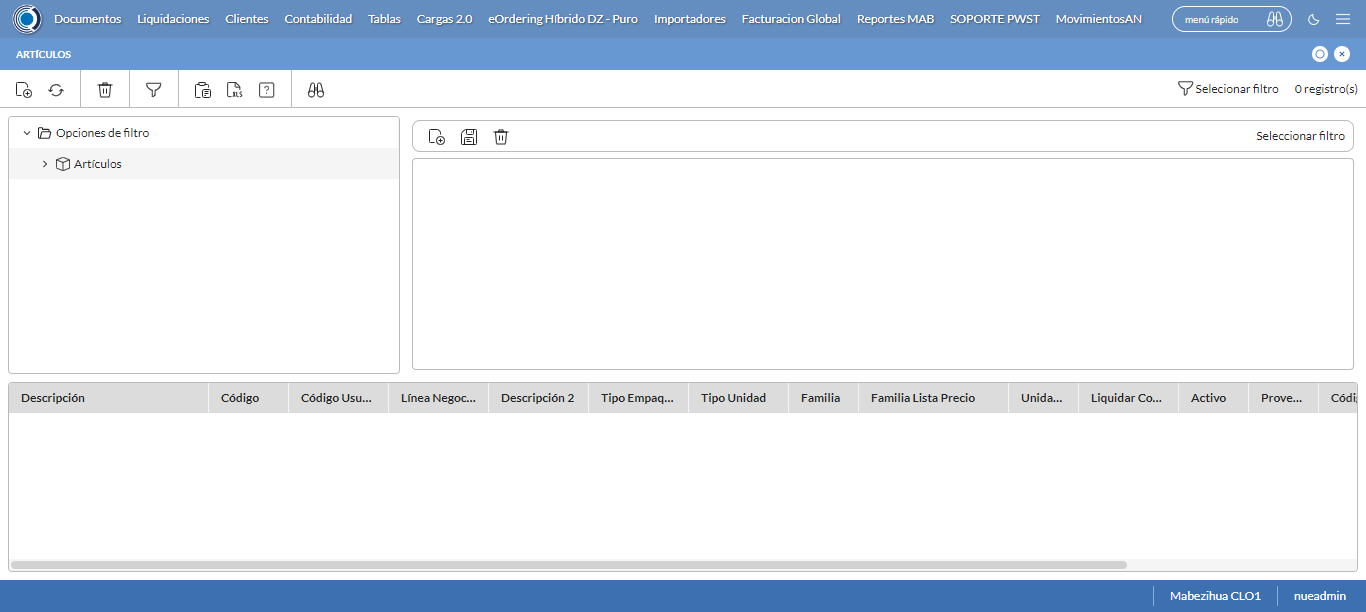 Documentos Liquidaciones Clientes Contabilidad Tablas Cargas 2.0 eOrdering Híbrido DZ - Puro Importadores Facturacion Global Reportes MAB SOPORTE PWST MovimientosAN menú rápido
ARTÍCULOS
XLS ? Selecionar filtro 0 registro(s)
Opciones de filtro
Seleccionar filtro
Artículos
Descripción Código Código Usu... Línea Negoc... Descripción 2 Tipo Empaq... Tipo Unidad Familia Familia Lista Precio Unida... Liquidar Co... Activo Prove... Códi
Mabezihua CLO1 nueadmin